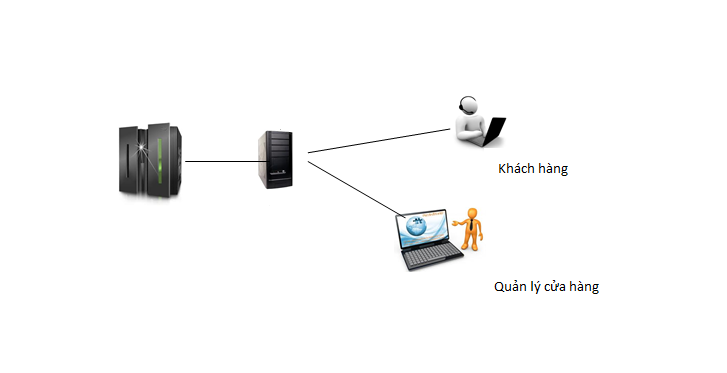 Khách hàng
Quản lý cửa hàng